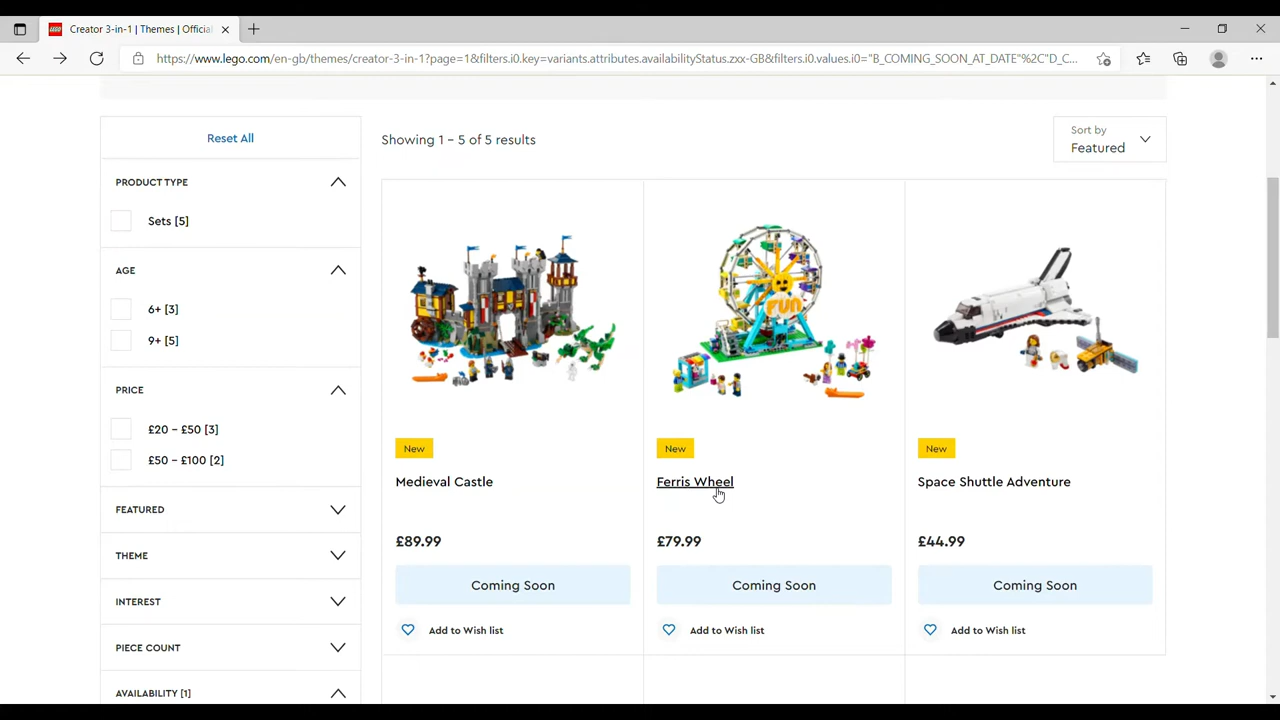 Creator 3-in-1 | Themes | Officia
https://www.lego.com/en-gb/themes/creator-3-in-1?page=1&filters.i0.key=variants.attributes.availabilityStatus.zxx-GB&filters.i0.values.i0="B_COMING_SOON_AT_DATE"%2C"D_C...
Reset All
Showing 1 - 5 of 5 results
Sort by
Featured
PRODUCT TYPE
Sets [5]
AGE
6+ [3]
9+ [5]
PRICE
£20 - £50 [3]
£50 - £100 [2]
FEATURED
THEME
INTEREST
PIECE COUNT
AVAILABILITY [1]
FUN
New
New
New
Medieval Castle
Ferris Wheel
Space Shuttle Adventure
£89.99
£79.99
£44.99
Coming Soon
Coming Soon
Coming Soon
Add to Wish list
Add to Wish list
Add to Wish list